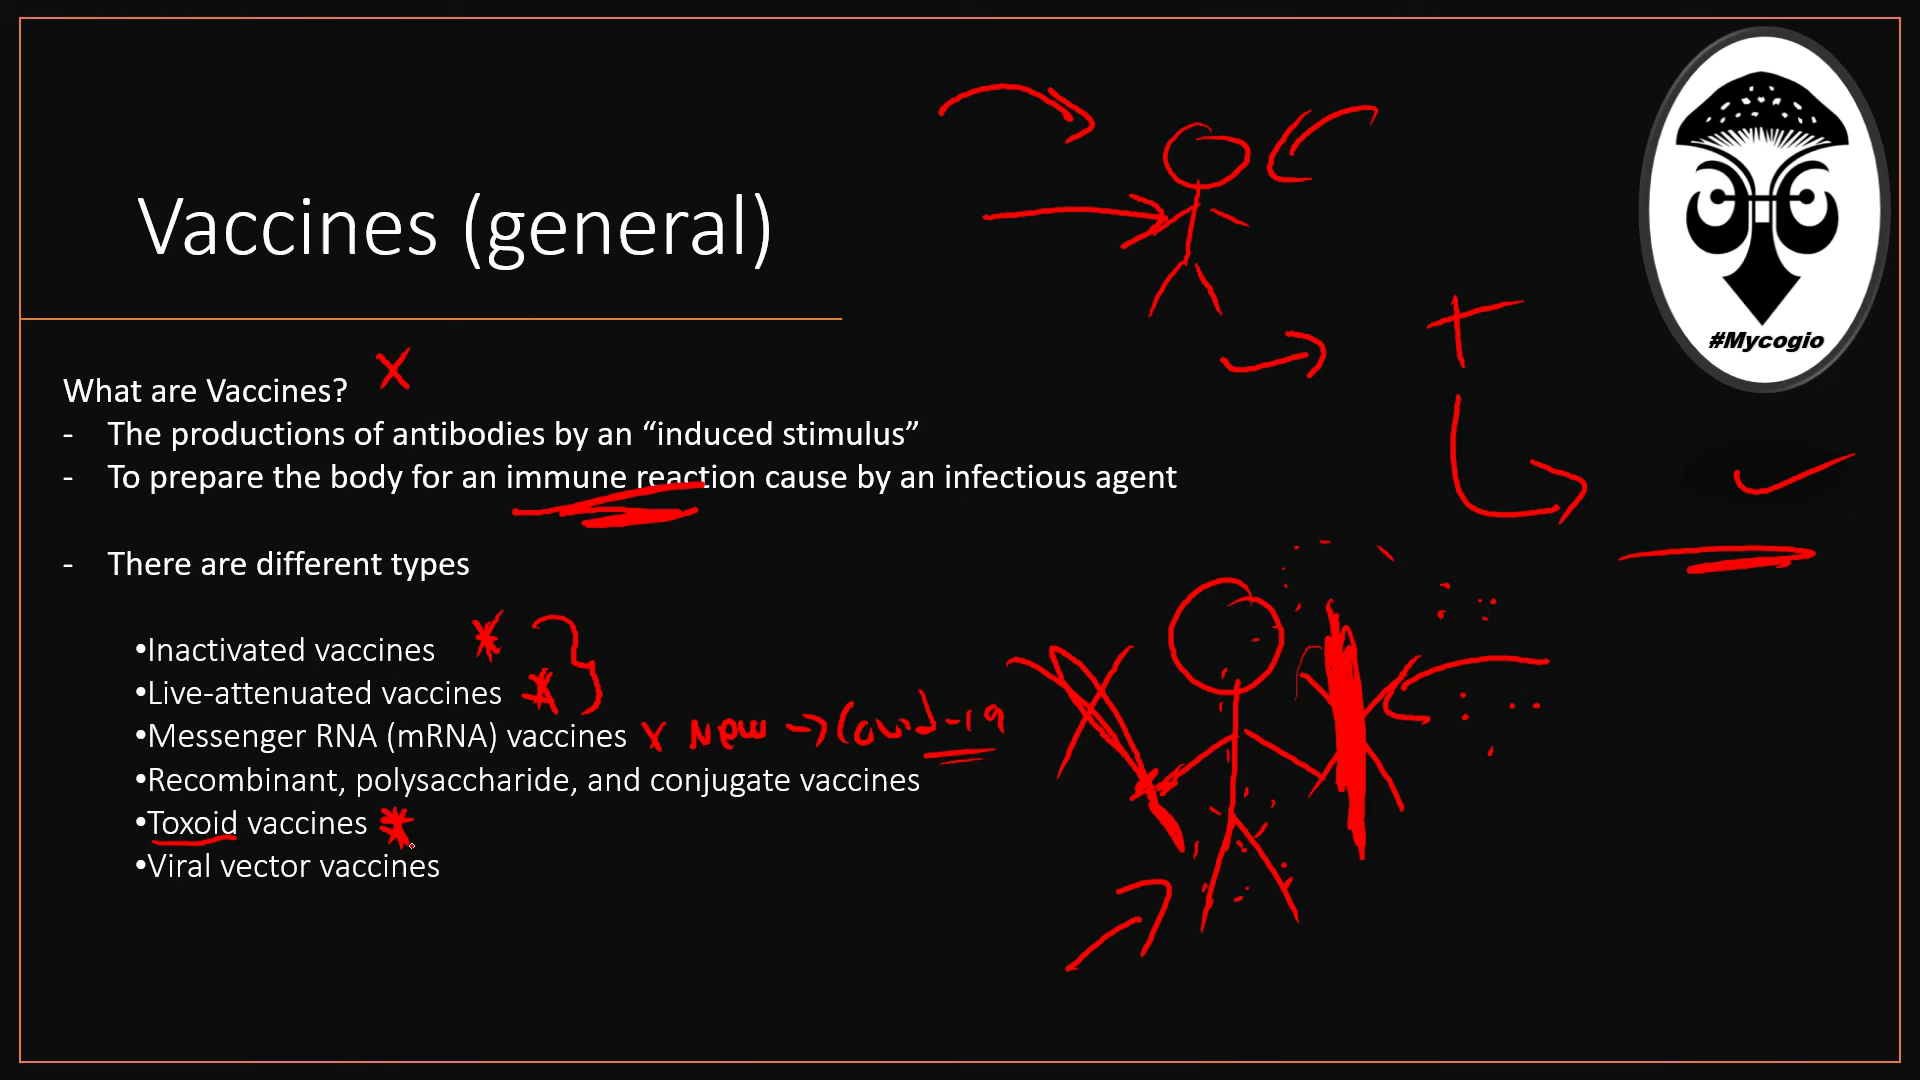 Vaccines (general)
#Mycogio
What are Vaccines? X
- The productions of antibodies by an “induced stimulus”
- To prepare the body for an immune reaction cause by an infectious agent
- There are different types
•Inactivated vaccines
•Live-attenuated vaccines
•Messenger RNA (mRNA) vaccines x New → Covid-19
•Recombinant, polysaccharide, and conjugate vaccines
•Toxoid vaccines
•Viral vector vaccines